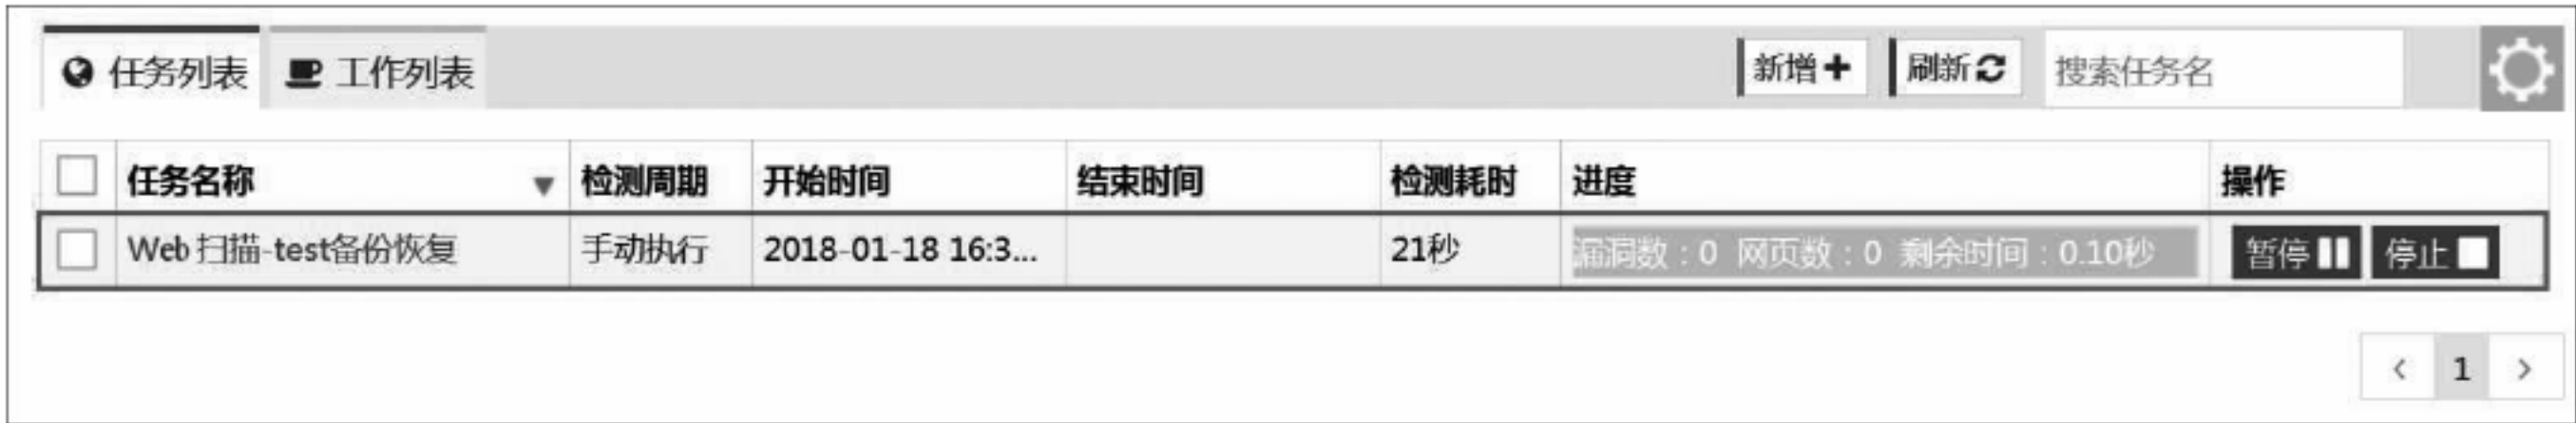 任务列表 工作列表 新增 刷新 搜索任务名
任务名称 检测周期 开始时间 结束时间 检测耗时 进度 操作
Web 扫描-test备份恢复 手动执行 2018-01-18 16:3... 21秒 漏洞数：0 网页数：0 剩余时间：0.10秒 暂停 停止
< 1 >